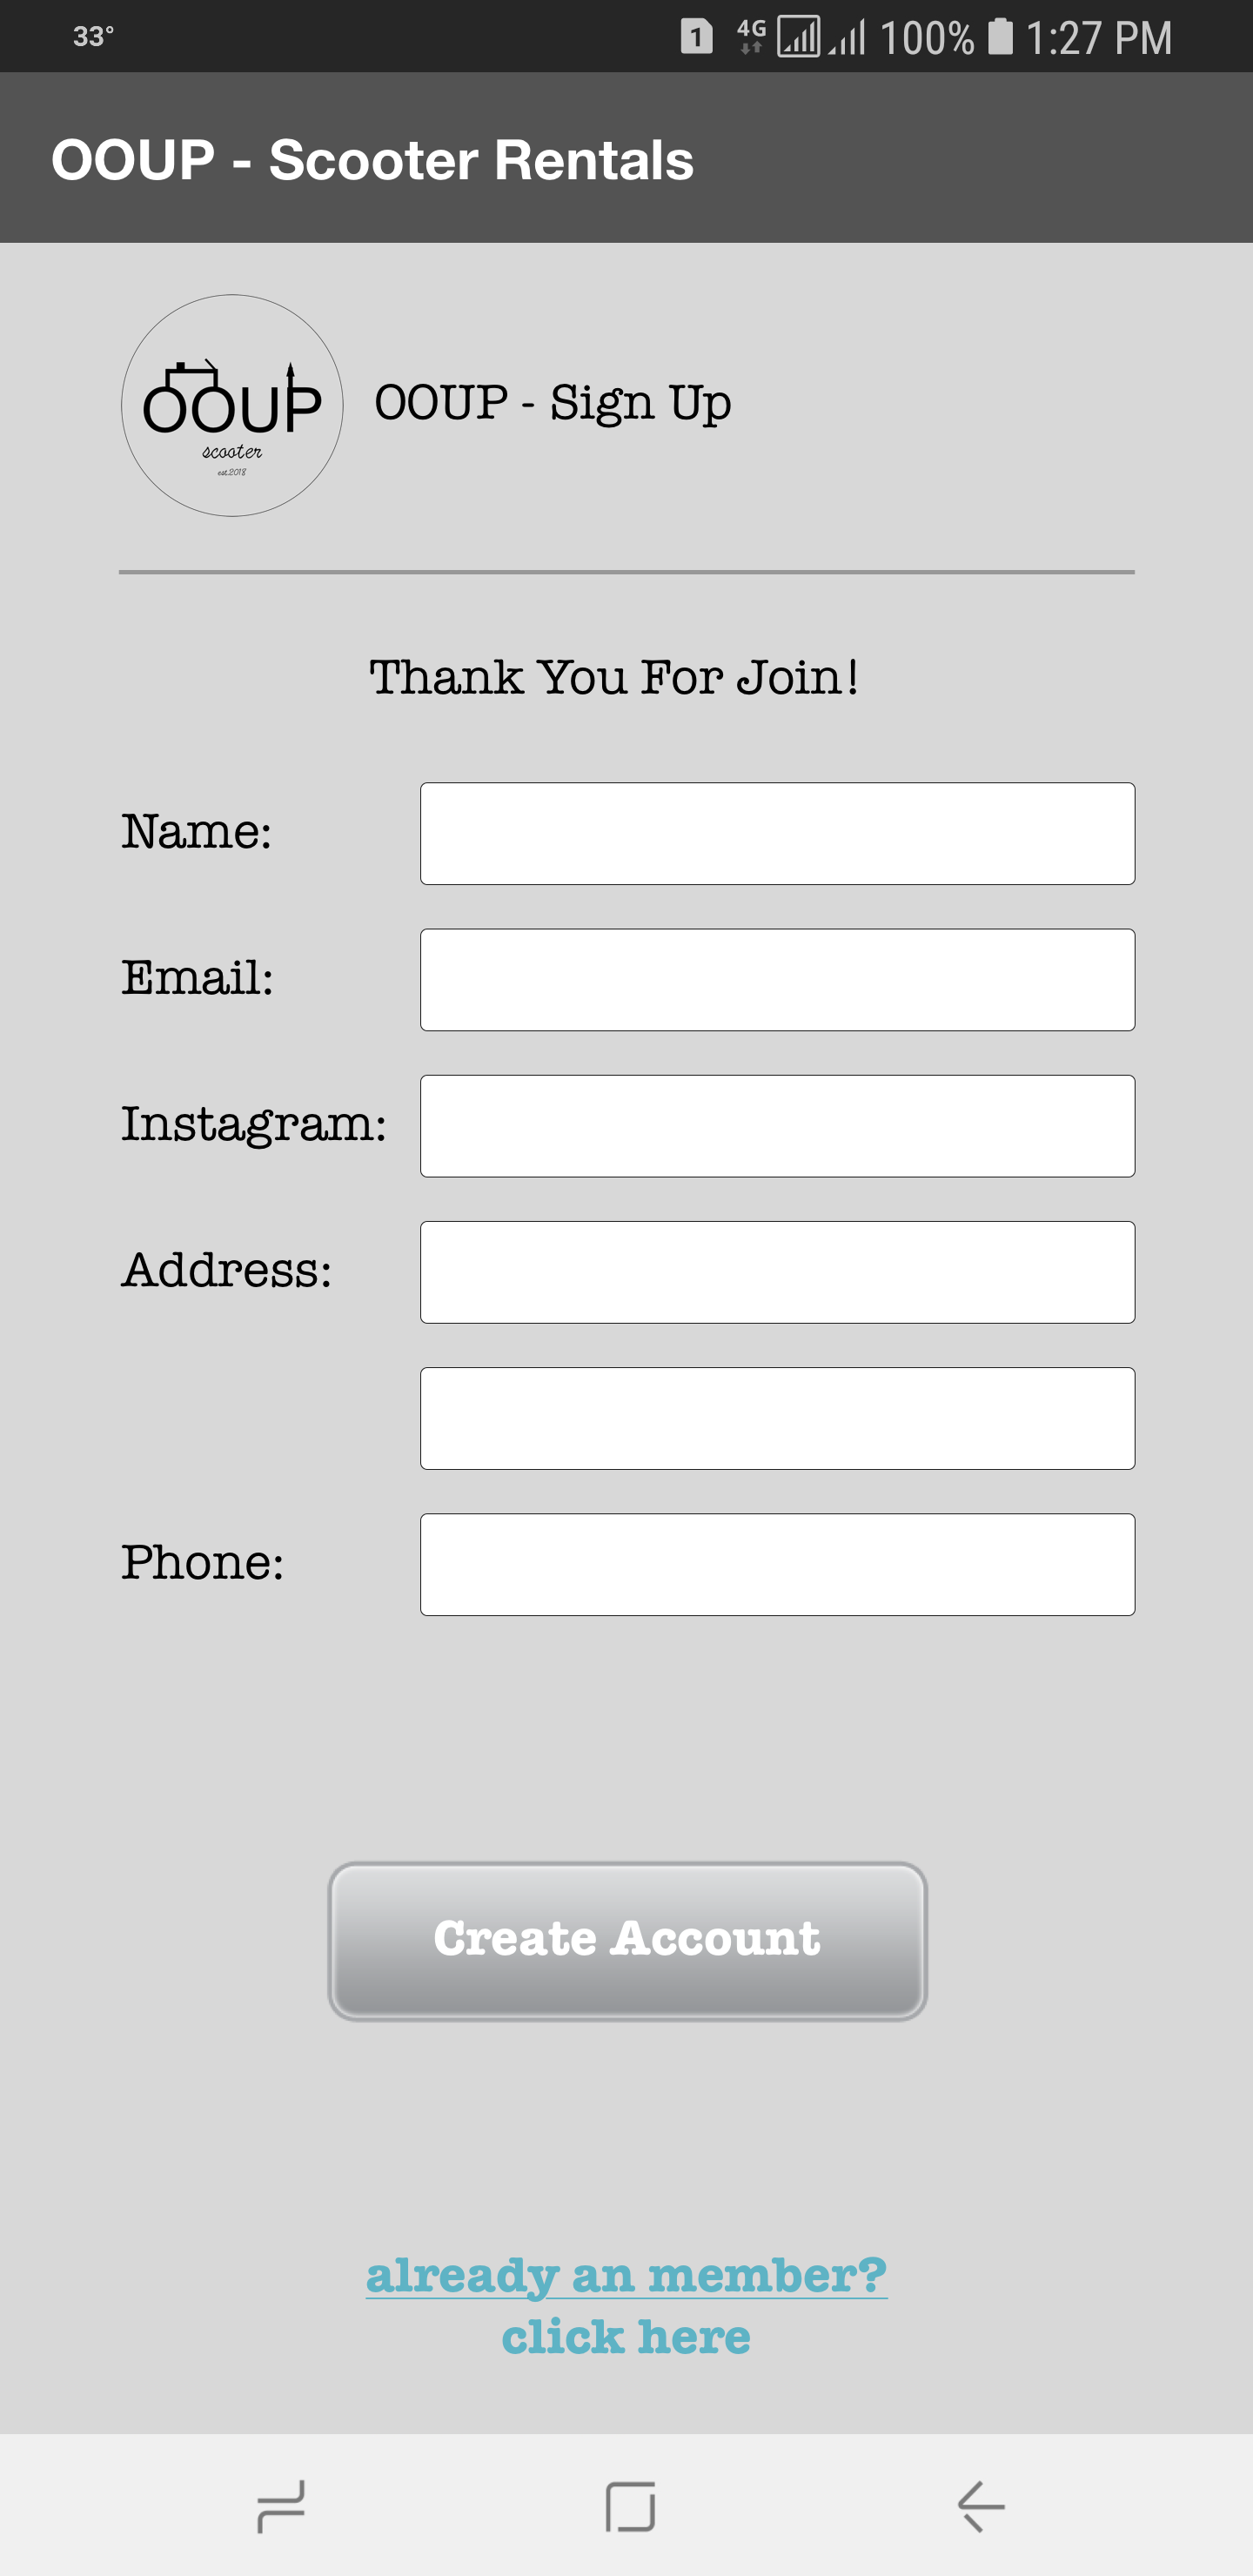 33°
1 4G 100% 1:27 PM
OOUP - Scooter Rentals
OOUP
scooter
est.2018
OOUP - Sign Up
Thank You For Join!
Name:
Email:
Instagram:
Address:
Phone:
Create Account
already an member?
click here